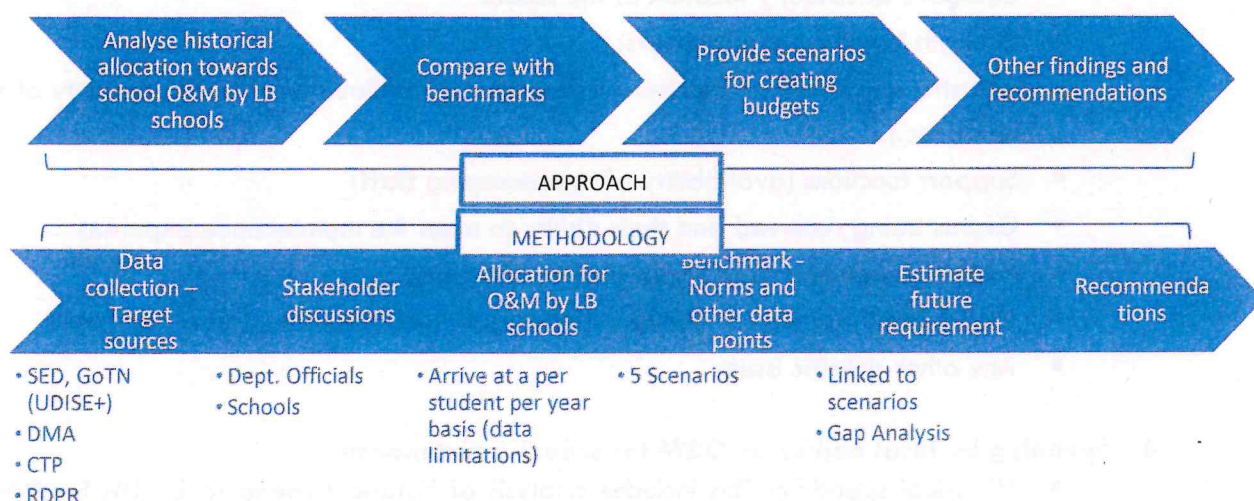 Analyse historical
allocation towards
school O&M by LB
schools
Compare with
benchmarks
Provide scenarios
for creating
budgets
Other findings and
recommendations
APPROACH
METHODOLOGY
Data
collection –
Target
sources
Stakeholder
discussions
Allocation for
O&M by LB
schools
Benchmark -
Norms and
other data
points
Estimate
future
requirement
Recommenda
tions
• SED, GoTN
(UDISE+)
• DMA
• CTP
• RDPR
• Dept. Officials
• Schools
• Arrive at a per
student per year
basis (data
limitations)
• 5 Scenarios
• Linked to
scenarios
• Gap Analysis